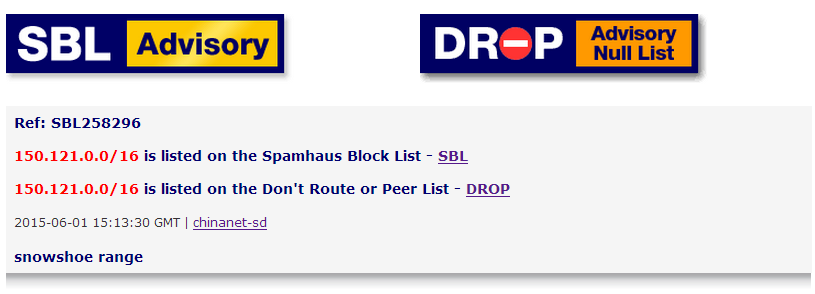 SBL Advisory
DROP Advisory Null List
Ref: SBL258296
150.121.0.0/16 is listed on the Spamhaus Block List - SBL
150.121.0.0/16 is listed on the Don't Route or Peer List - DROP
2015-06-01 15:13:30 GMT | chinanet-sd
snowshoe range